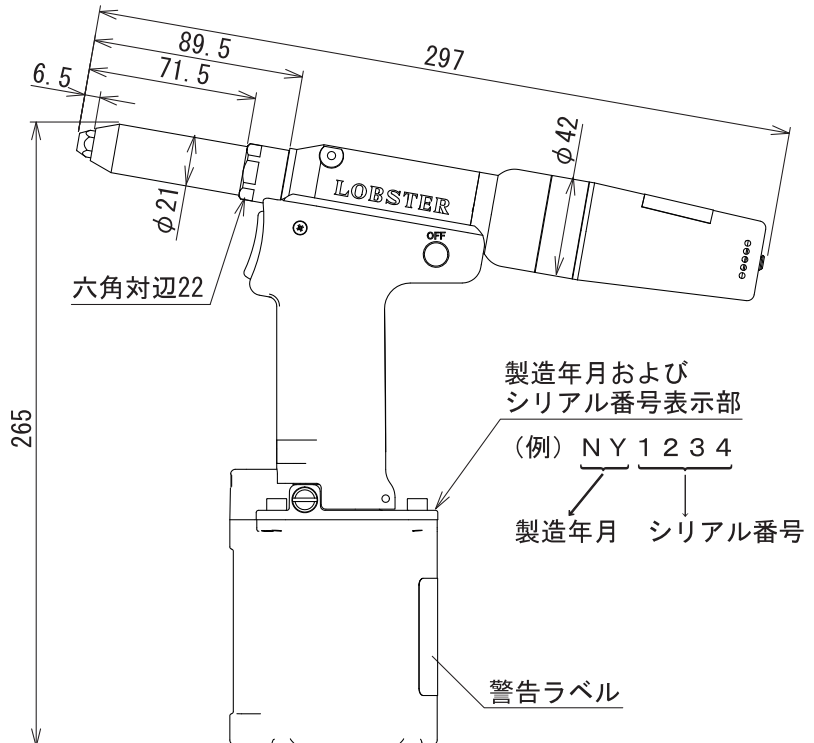 297
89.5
71.5
6.5
φ42
LOBSTER
φ21
OFF
六角対辺22
265
製造年月および
シリアル番号表示部
(例) NY1234
製造年月 シリアル番号
警告ラベル